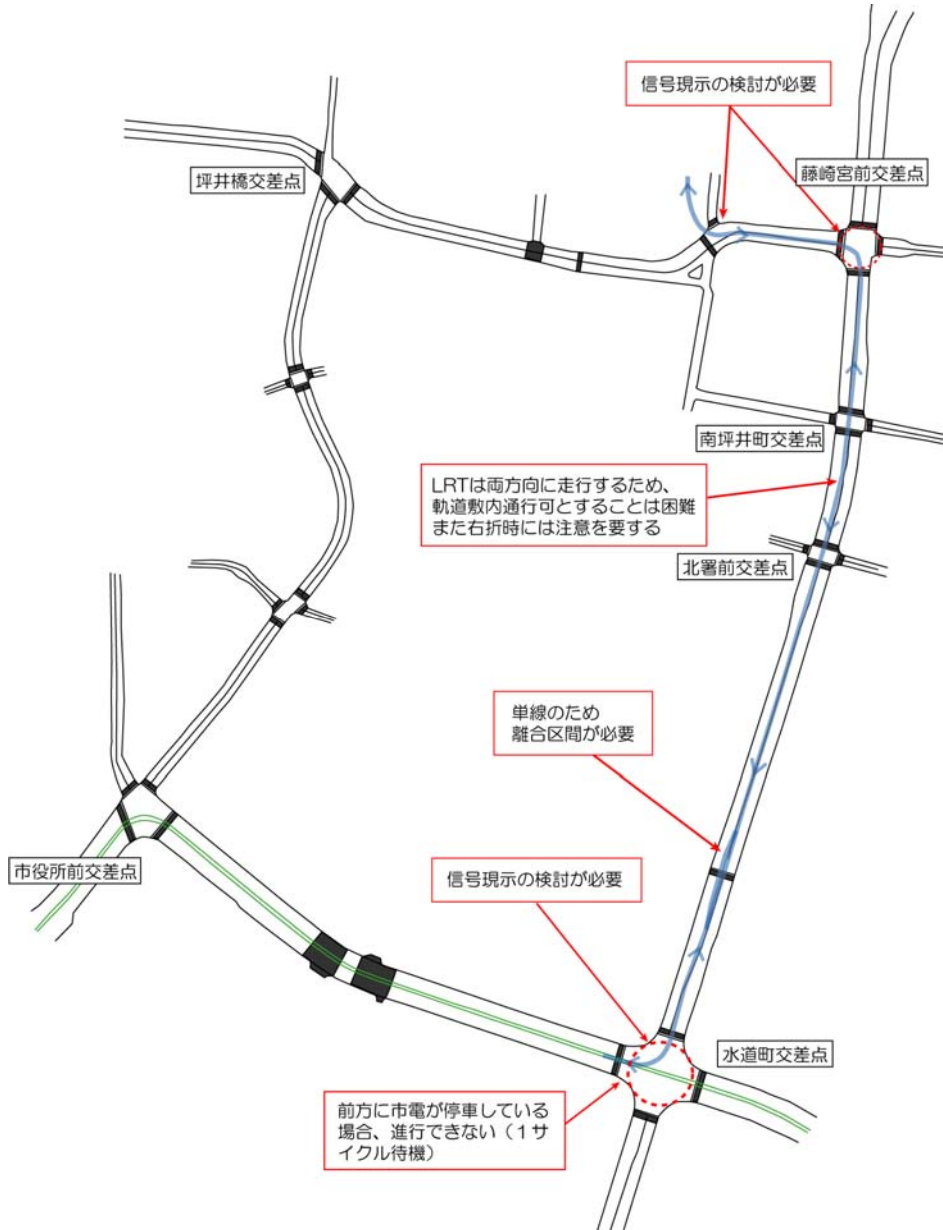 信号現示の検討が必要
藤崎宮前交差点
坪井橋交差点
南坪井町交差点
LRTは両方向に走行するため、
軌道敷内通行可とすることは困難
また右折時には注意を要する
北署前交差点
単線のため
離合区間が必要
市役所前交差点
信号現示の検討が必要
水道町交差点
前方に市電が停車している
場合、進行できない（1サ
イクル待機）